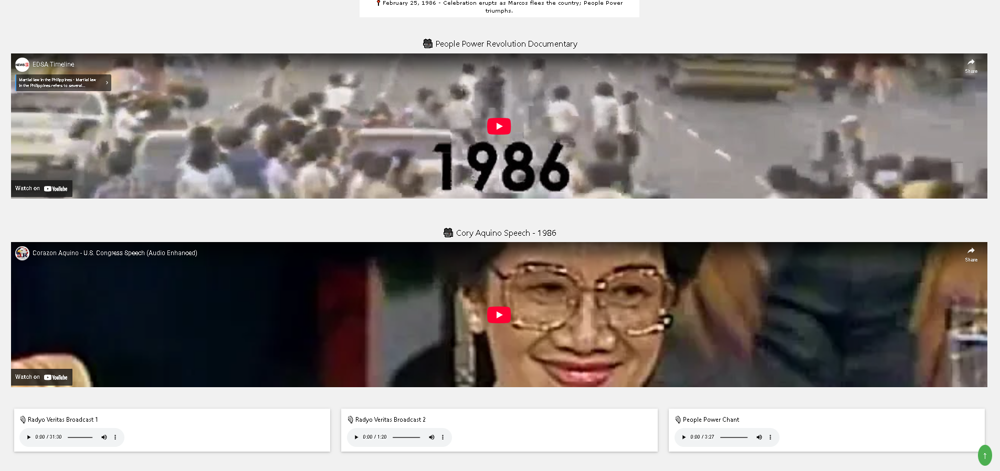 February 25, 1986 - Celebration erupts as Marcos flees the country; People Power
triumphs.
People Power Revolution Documentary
NEWS5
EDSA Timeline
Share
Martial law in the Philippines • Martial law
in the Philippines refers to several...
1986
Watch on YouTube
Cory Aquino Speech - 1986
Corazon Aquino - U.S. Congress Speech (Audio Enhanced)
Share
Watch on YouTube
Radyo Veritas Broadcast 1
0:00 / 31:30
Radyo Veritas Broadcast 2
0:00 / 1:20
People Power Chant
0:00 / 3:27